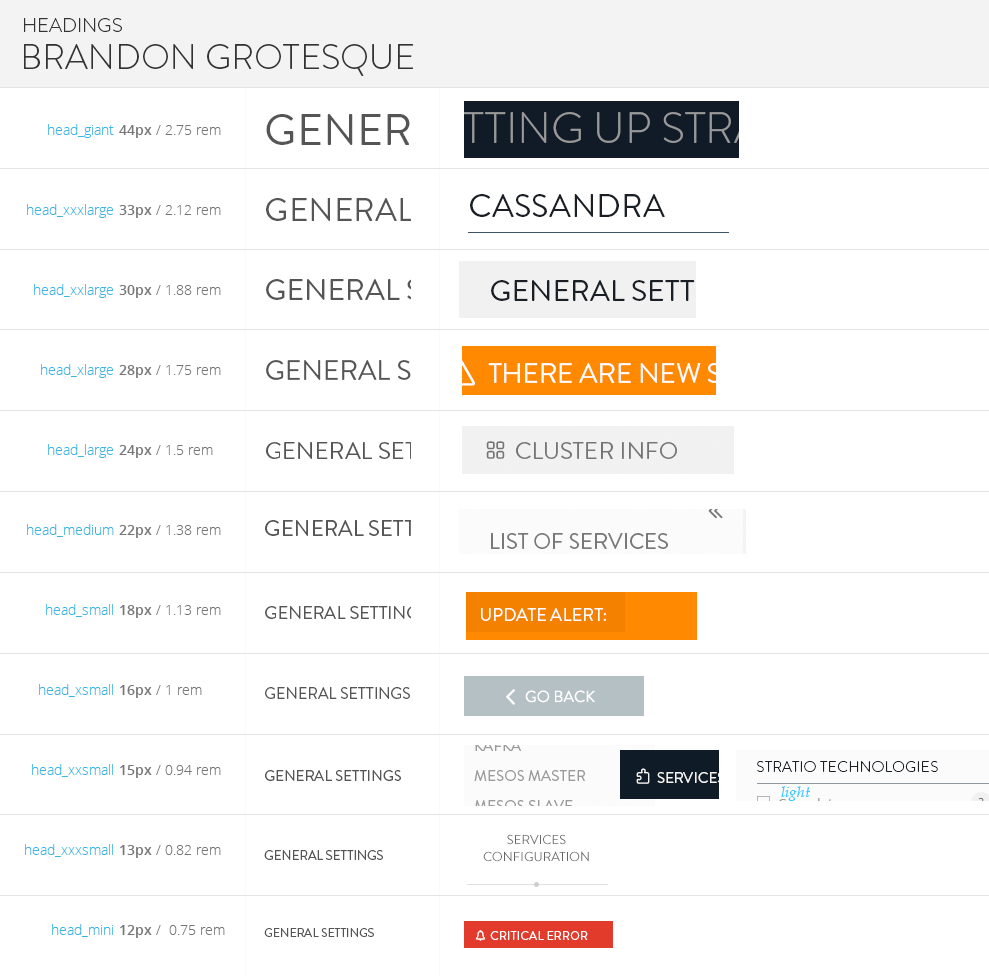 HEADINGS
BRANDON GROTESQUE
head_giant 44px / 2.75 rem
GENER
TTING UP STRA
head_xxxlarge 33px / 2.12 rem
GENERAL
CASSANDRA
head_xxlarge 30px / 1.88 rem
GENERAL S
GENERAL SETT
head_xlarge 28px / 1.75 rem
GENERAL S
THERE ARE NEW S
head_large 24px / 1.5 rem
GENERAL SET
CLUSTER INFO
head_medium 22px / 1.38 rem
GENERAL SETT
LIST OF SERVICES
head_small 18px / 1.13 rem
GENERAL SETTING
UPDATE ALERT:
head_xsmall 16px / 1 rem
GENERAL SETTINGS
GO BACK
head_xxsmall 15px / 0.94 rem
GENERAL SETTINGS
KAFKA
MESOS MASTER
MESOS SLAVE
SERVICES
STRATIO TECHNOLOGIES
light
head_xxxsmall 13px / 0.82 rem
GENERAL SETTINGS
SERVICES
CONFIGURATION
head_mini 12px / 0.75 rem
GENERAL SETTINGS
CRITICAL ERROR